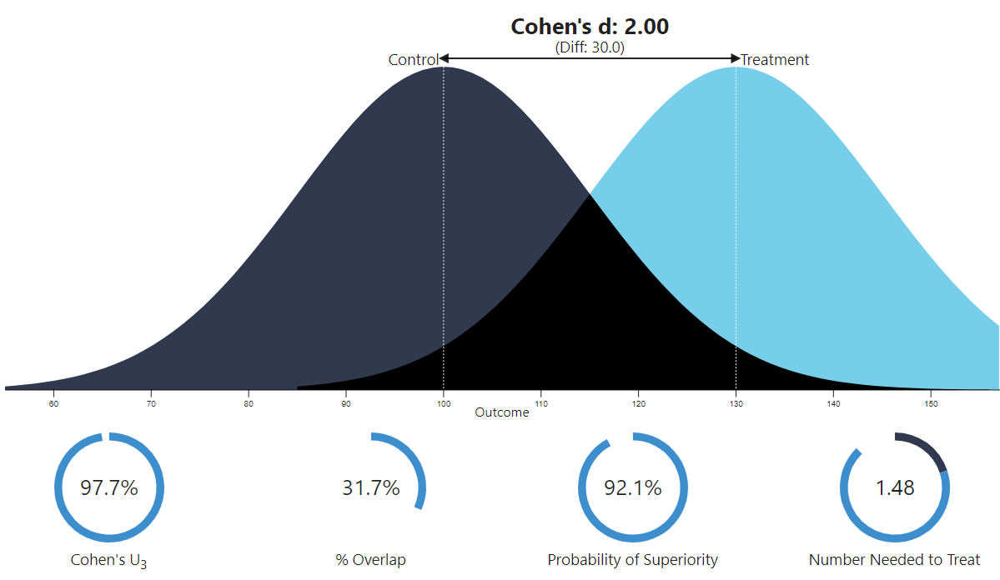 Cohen's d: 2.00
(Diff: 30.0)
Control Treatment
60 70 80 90 100 110 120 130 140 150
Outcome
97.7% 31.7% 92.1% 1.48
Cohen's U3 % Overlap Probability of Superiority Number Needed to Treat